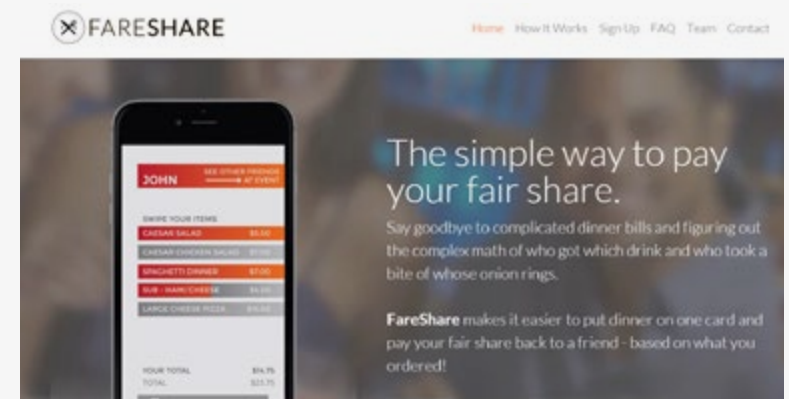 FARESHARE
Home How It Works Sign Up FAQ Team Contact
JOHN
SEE OTHER FRIENDS
AT EVENT
SWIPE YOUR ITEMS
CAESAR SALAD
CAESAR CHICKEN SALAD
SPAGHETTI DINNER $7.00
SUB - HAM/CHEESE
LARGE CHEESE PIZZA
YOUR TOTAL $14.75
TOTAL
The simple way to pay
your fair share.
Say goodbye to complicated dinner bills and figuring out
the complex math of who got which drink and who took a
bite of whose onion rings.
FareShare makes it easier to put dinner on one card and
pay your fair share back to a friend - based on what you
ordered!